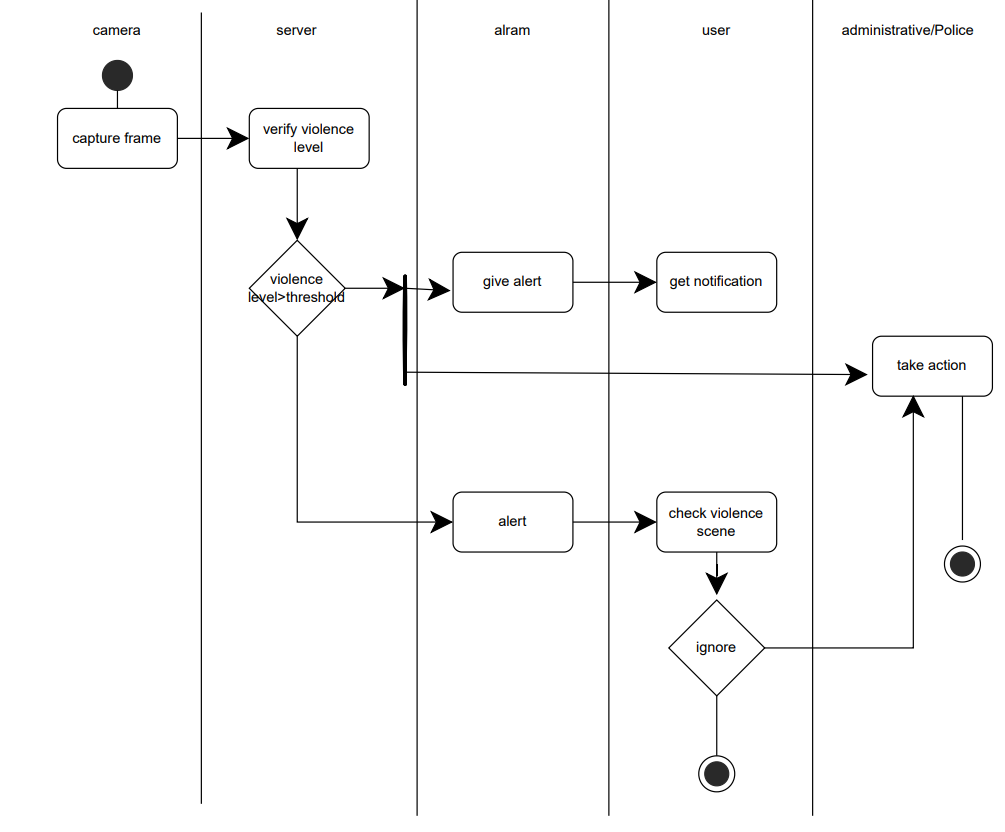 camera
server
alram
user
administrative/Police
capture frame
verify violence
level
violence
level>threshold
give alert
get notification
take action
alert
check violence
scene
ignore